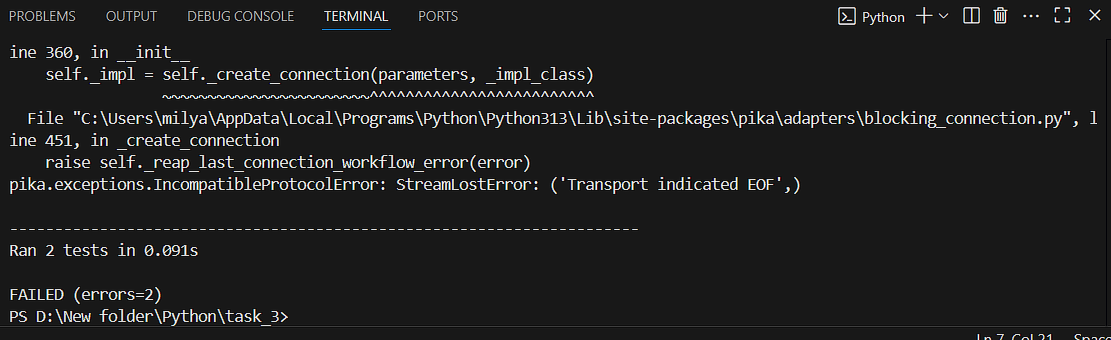 PROBLEMS OUTPUT DEBUG CONSOLE TERMINAL PORTS Python
ine 360, in __init__
    self._impl = self._create_connection(parameters, _impl_class)
                 ~~~~~~~~~~~~~~~~~~~~~~~^^^^^^^^^^^^^^^^^^^^^^^^^
  File "C:\Users\milya\AppData\Local\Programs\Python\Python313\Lib\site-packages\pika\adapters\blocking_connection.py", l
ine 451, in _create_connection
    raise self._reap_last_connection_workflow_error(error)
pika.exceptions.IncompatibleProtocolError: StreamLostError: ('Transport indicated EOF',)
----------------------------------------------------------------------
Ran 2 tests in 0.091s
FAILED (errors=2)
PS D:\New folder\Python\task_3>
Ln 7, Col 21 Space